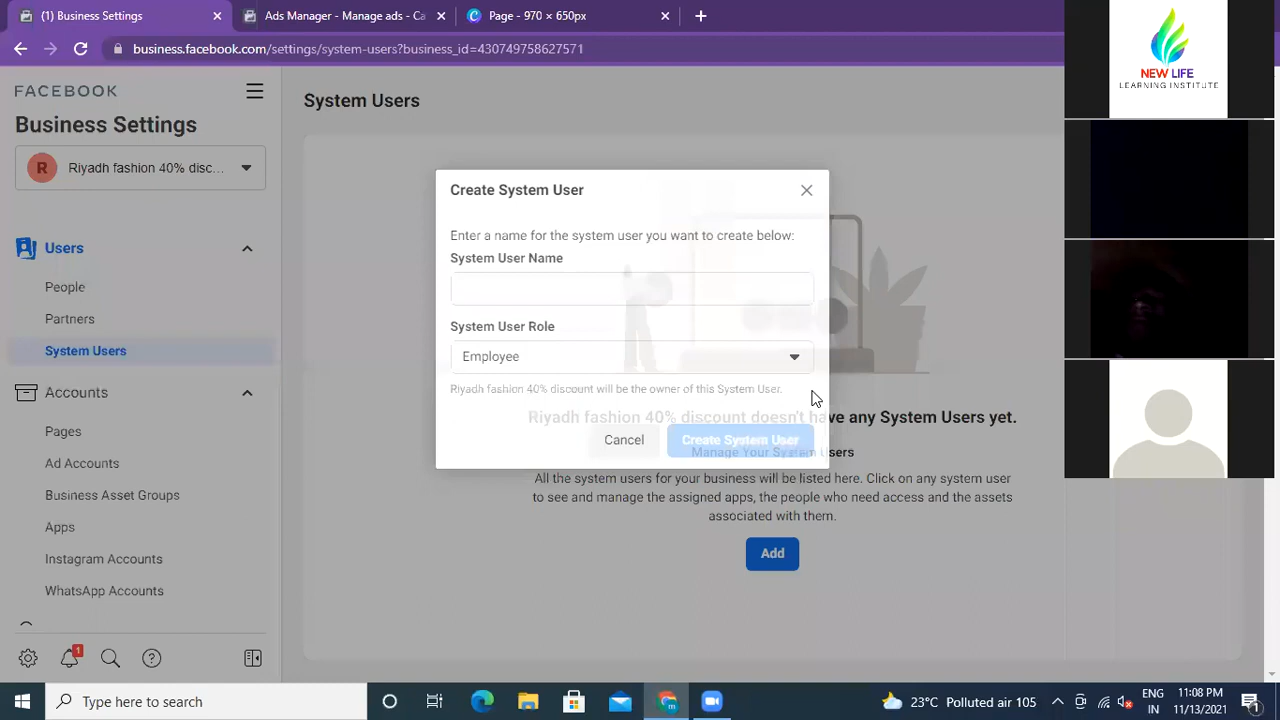 (1) Business Settings
Ads Manager - Manage ads - Ca
Page - 970 × 650px
business.facebook.com/settings/system-users?business_id=430749758627571
FACEBOOK
Business Settings
R
Riyadh fashion 40% disc...
Users
People
Partners
System Users
Accounts
Pages
Ad Accounts
Business Asset Groups
Apps
Instagram Accounts
WhatsApp Accounts
1
System Users
Create System User
Enter a name for the system user you want to create below:
System User Name
System User Role
Employee
Riyadh fashion 40% discount will be the owner of this System User.
Cancel
Create System User
Riyadh fashion 40% discount doesn't have any System Users yet.
Manage Your System Users
All the system users for your business will be listed here. Click on any system user
to see and manage the assigned apps, the people who need access and the assets
associated with them.
Add
NEW LIFE
LEARNING INSTITUTE
Type here to search
23°C Polluted air 105
ENG
IN
11:08 PM
11/13/2021
1